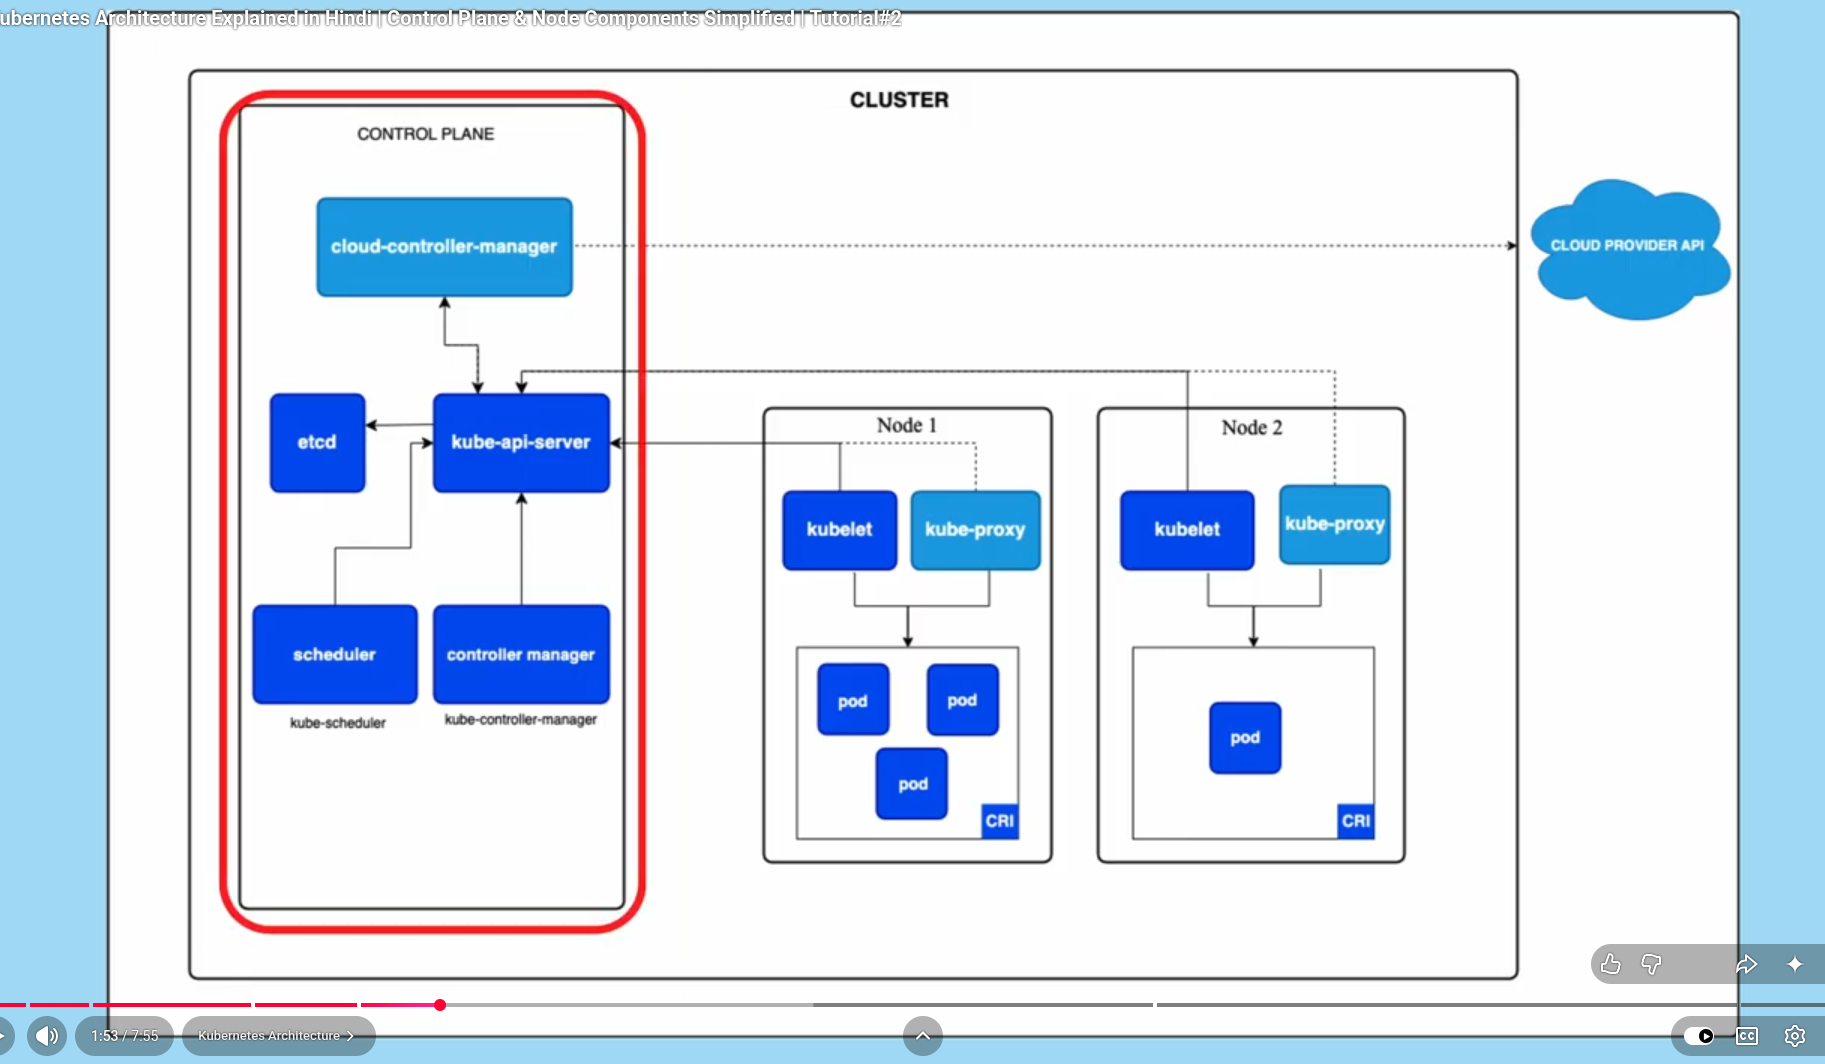 ubernetes Architecture Explained in Hindi | Control Plane & Node Components Simplified | Tutorial#2
CLUSTER
CONTROL PLANE
cloud-controller-manager
CLOUD PROVIDER API
etcd
kube-api-server
scheduler
controller manager
kube-scheduler
kube-controller-manager
Node 1
kubelet
kube-proxy
pod
pod
pod
CRI
Node 2
kubelet
kube-proxy
pod
CRI
1:53 / 7:55
Kubernetes Architecture
CC